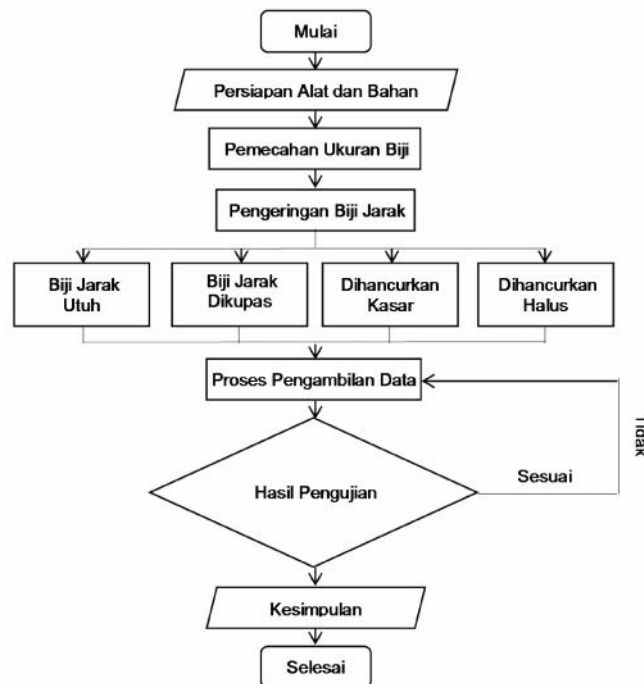 Mulai
Persiapan Alat dan Bahan
Pemecahan Ukuran Biji
Pengeringan Biji Jarak
Biji Jarak
Utuh
Biji Jarak
Dikupas
Dihancurkan
Kasar
Dihancurkan
Halus
Proses Pengambilan Data
Tidak
Sesuai
Hasil Pengujian
Kesimpulan
Selesai